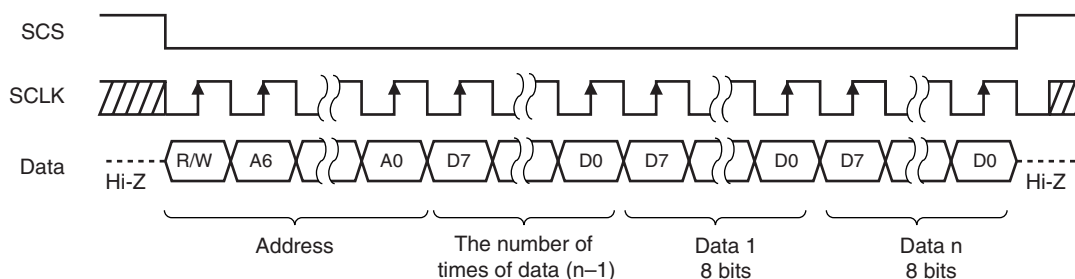 SCS
SCLK
Data
R/W A6 A0 D7 D0 D7 D0 D7 D0
Hi-Z Hi-Z
Address
The number of
times of data (n–1)
Data 1
8 bits
Data n
8 bits